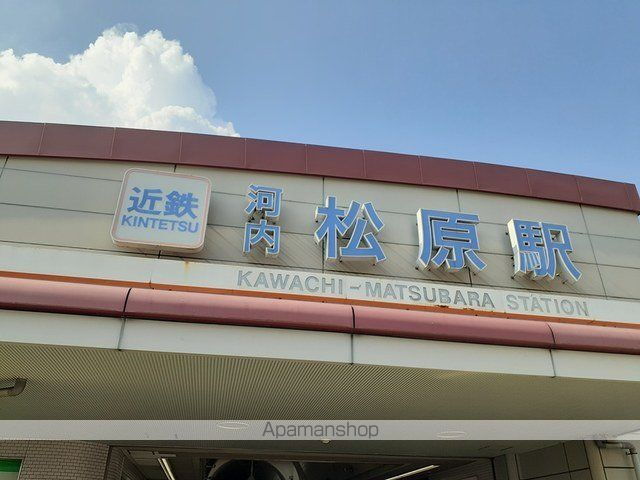 近鉄
KINTETSU
河内
松原駅
KAWACHI-MATSUBARA STATION
Apamanshop